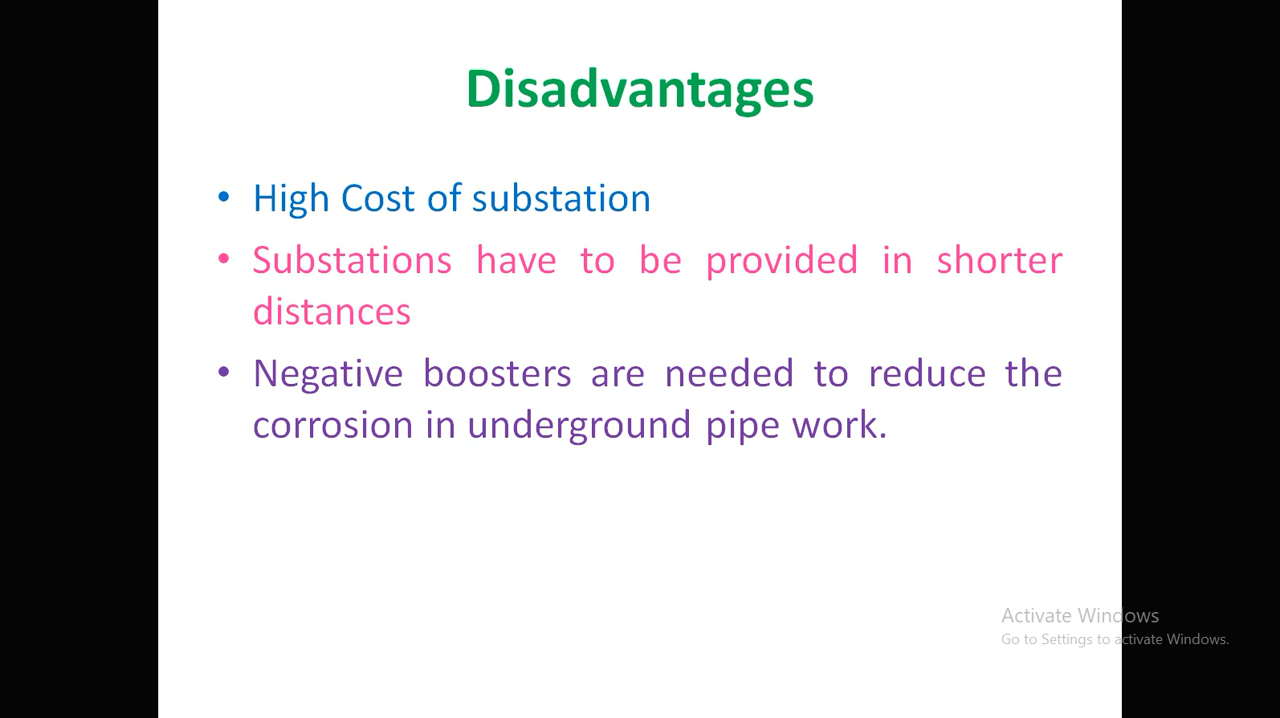 Disadvantages
• High Cost of substation
• Substations have to be provided in shorter
distances
• Negative boosters are needed to reduce the
corrosion in underground pipe work.
Activate Windows
Go to Settings to activate Windows.